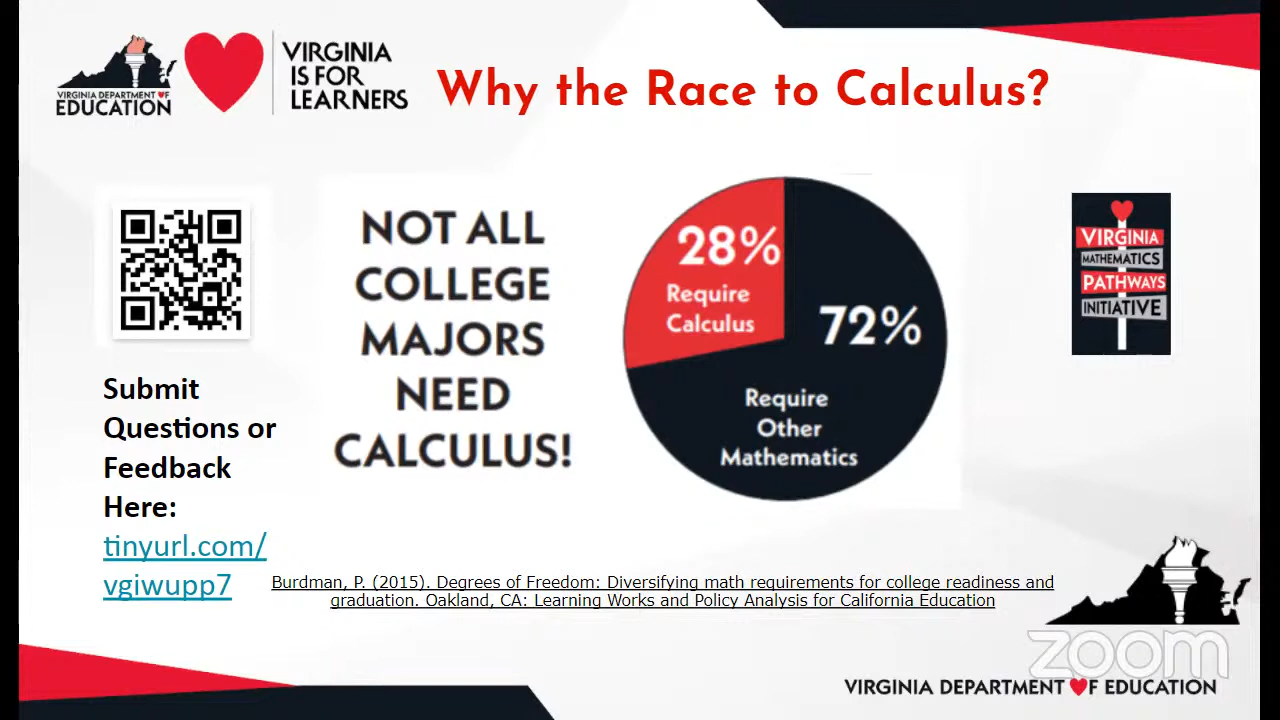 VIRGINIA DEPARTMENT OF
EDUCATION
VIRGINIA
IS FOR
LEARNERS
Why the Race to Calculus?
NOT ALL
COLLEGE
MAJORS
NEED
CALCULUS!
28%
Require
Calculus
72%
Require
Other
Mathematics
VIRGINIA
MATHEMATICS
PATHWAYS
INITIATIVE
Submit
Questions or
Feedback
Here:
tinyurl.com/
vgiwupp7
Burdman, P. (2015). Degrees of Freedom: Diversifying math requirements for college readiness and
graduation. Oakland, CA: Learning Works and Policy Analysis for California Education
zoom
VIRGINIA DEPARTMENT OF EDUCATION